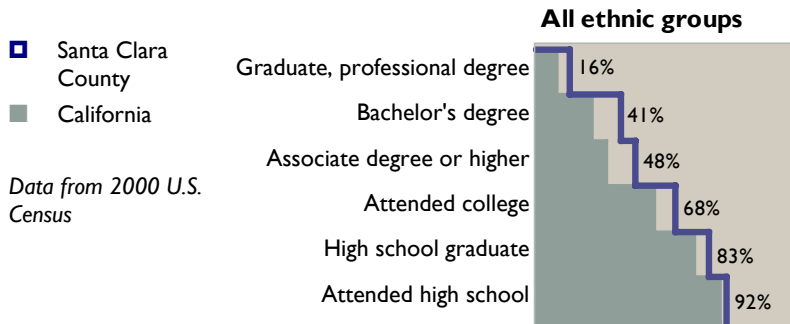 All ethnic groups
Santa Clara
County
California
Data from 2000 U.S.
Census
Graduate, professional degree 16%
Bachelor's degree 41%
Associate degree or higher 48%
Attended college 68%
High school graduate 83%
Attended high school 92%